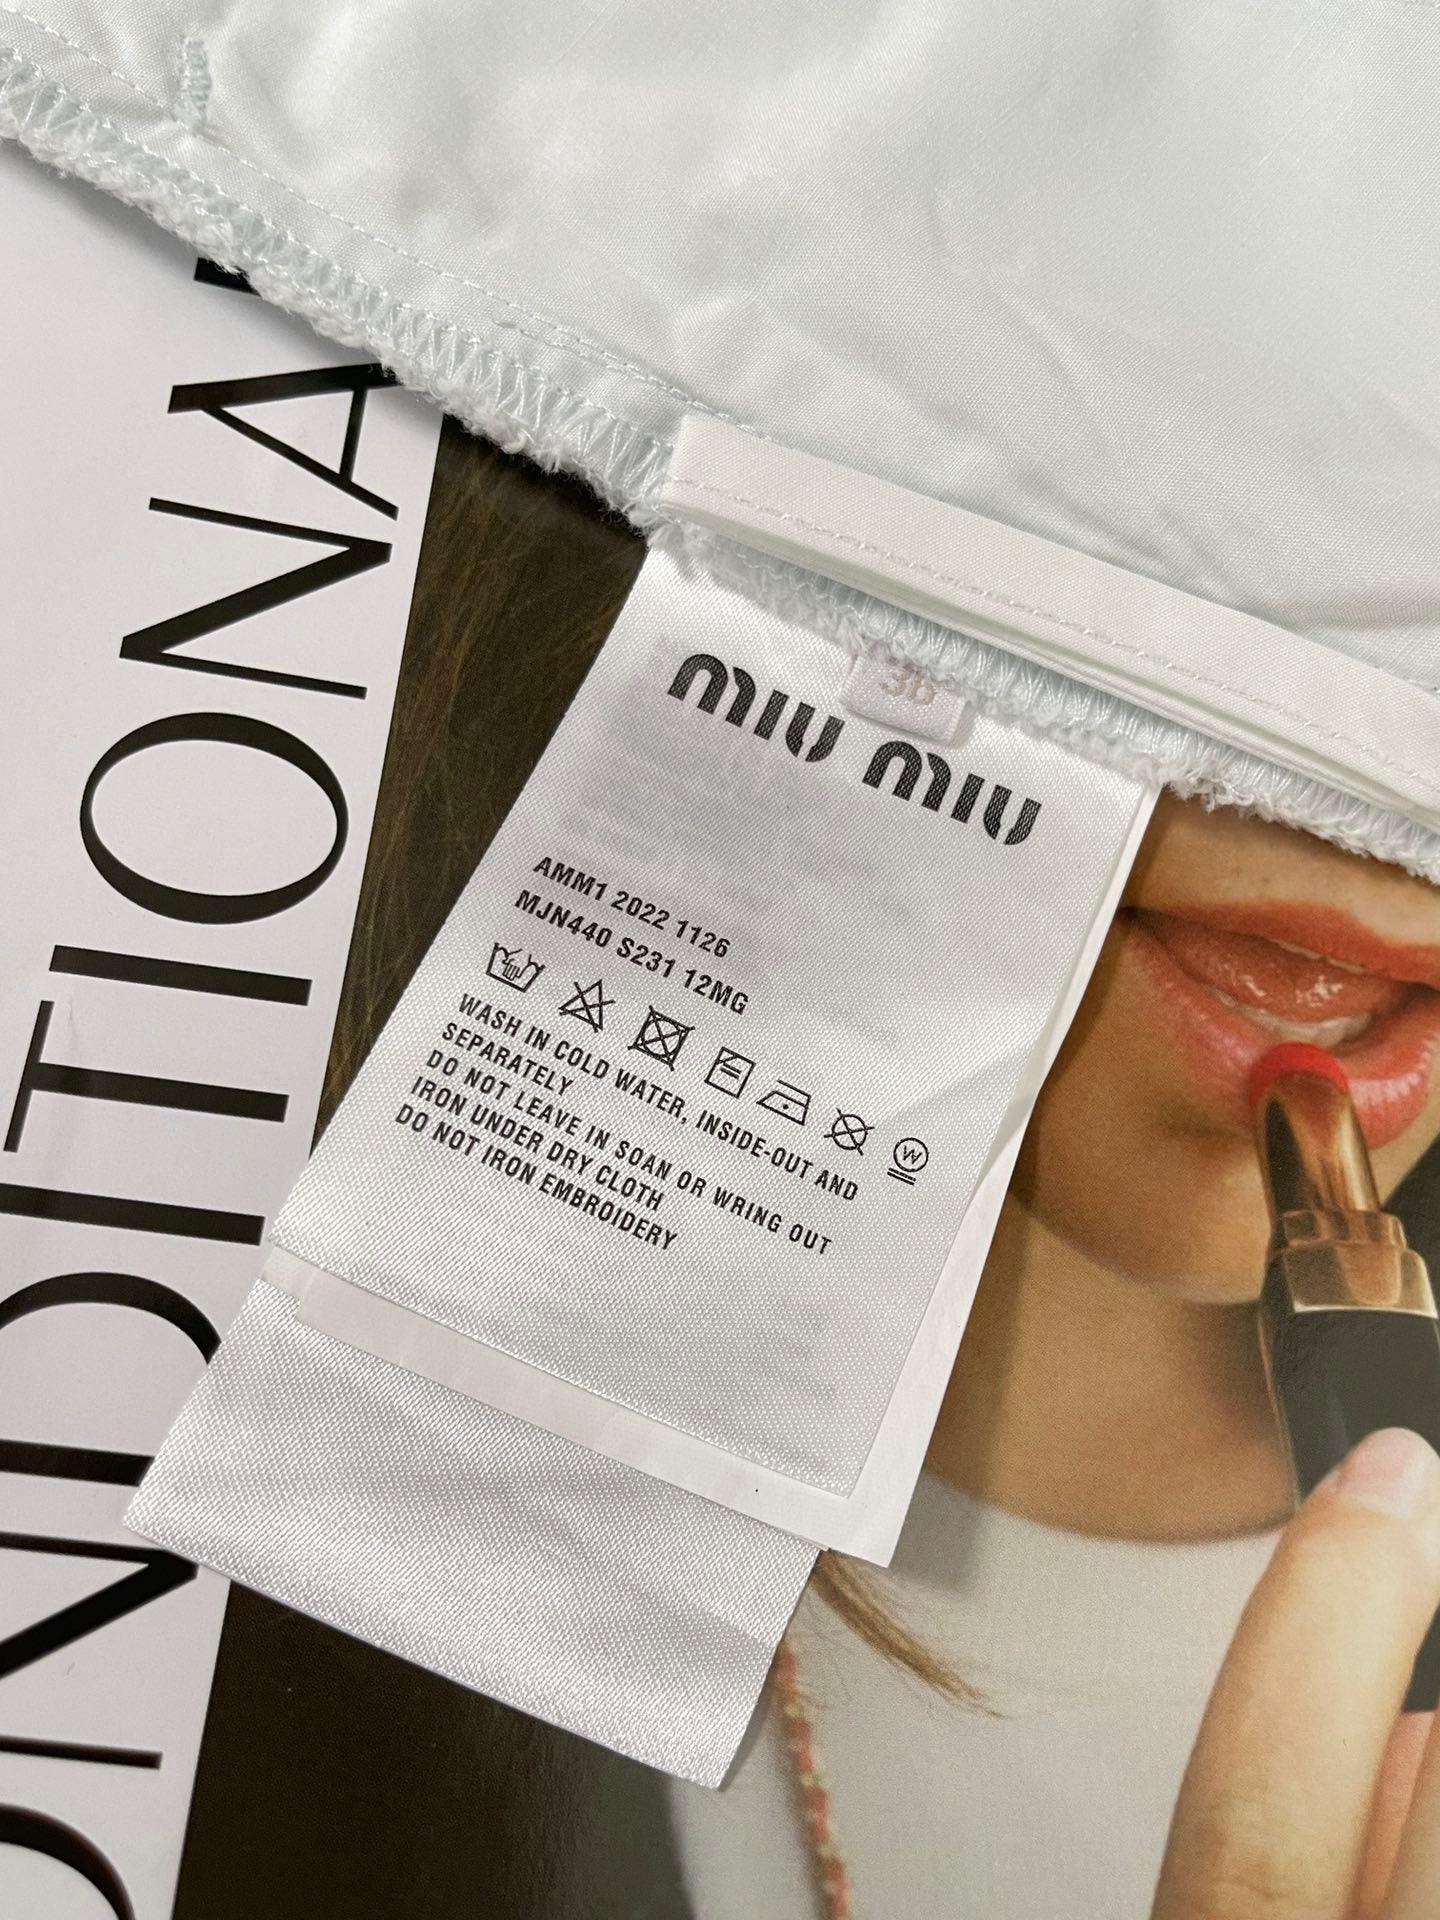 miu miu
36
AMM1 2022 1126
MJN440 S231 12MG
W
WASH IN COLD WATER, INSIDE-OUT AND
SEPARATELY
DO NOT LEAVE IN SOAN OR WRING OUT
IRON UNDER DRY CLOTH
DO NOT IRON EMBROIDERY
NDITIONA